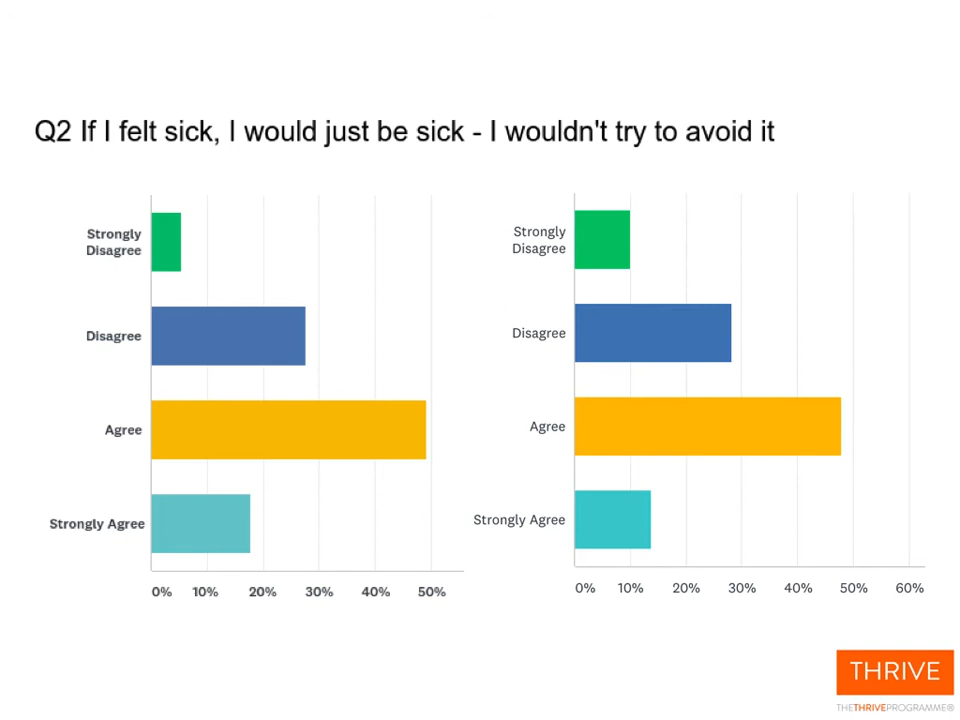 Q2 If I felt sick, I would just be sick - I wouldn't try to avoid it
Strongly
Disagree
Disagree
Agree
Strongly Agree
0% 10% 20% 30% 40% 50%
Strongly
Disagree
Disagree
Agree
Strongly Agree
0% 10% 20% 30% 40% 50% 60%
THRIVE
THETHRIVEPROGRAMME®